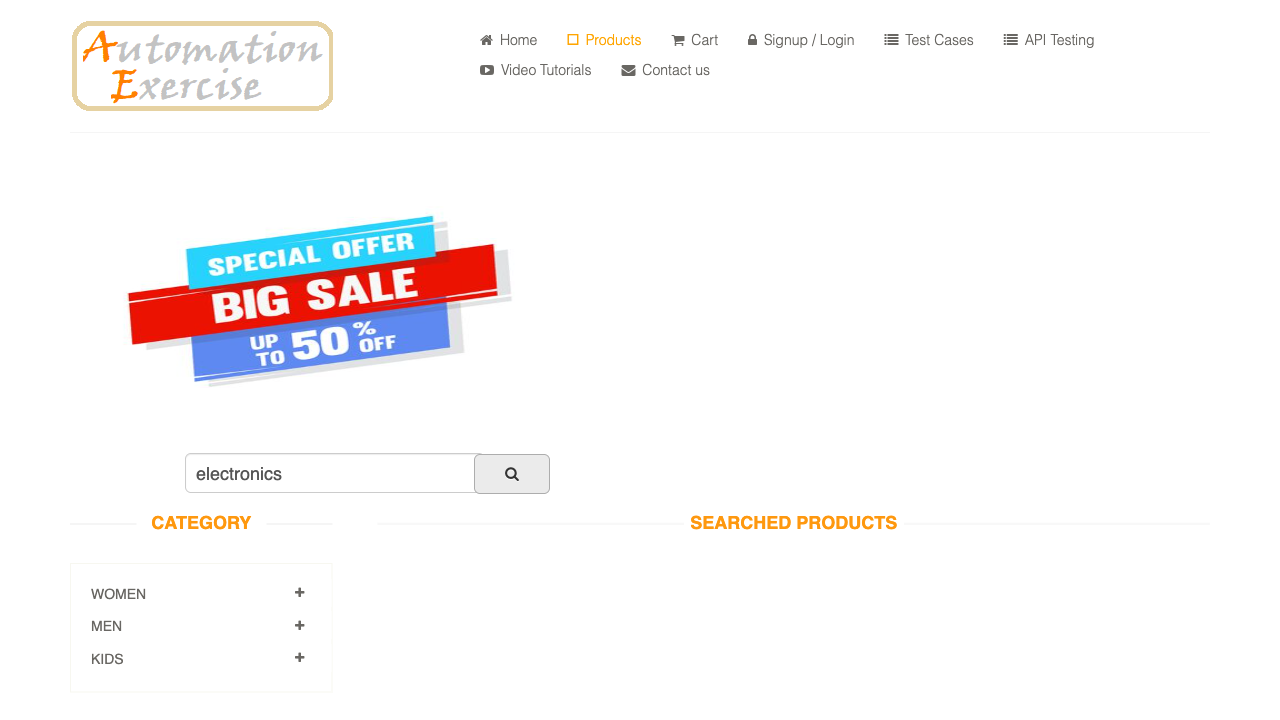 Automation
Exercise
Home Products Cart Signup / Login Test Cases API Testing
Video Tutorials Contact us
SPECIAL OFFER
BIG SALE
UP TO 50% OFF
electronics
CATEGORY SEARCHED PRODUCTS
WOMEN
MEN
KIDS